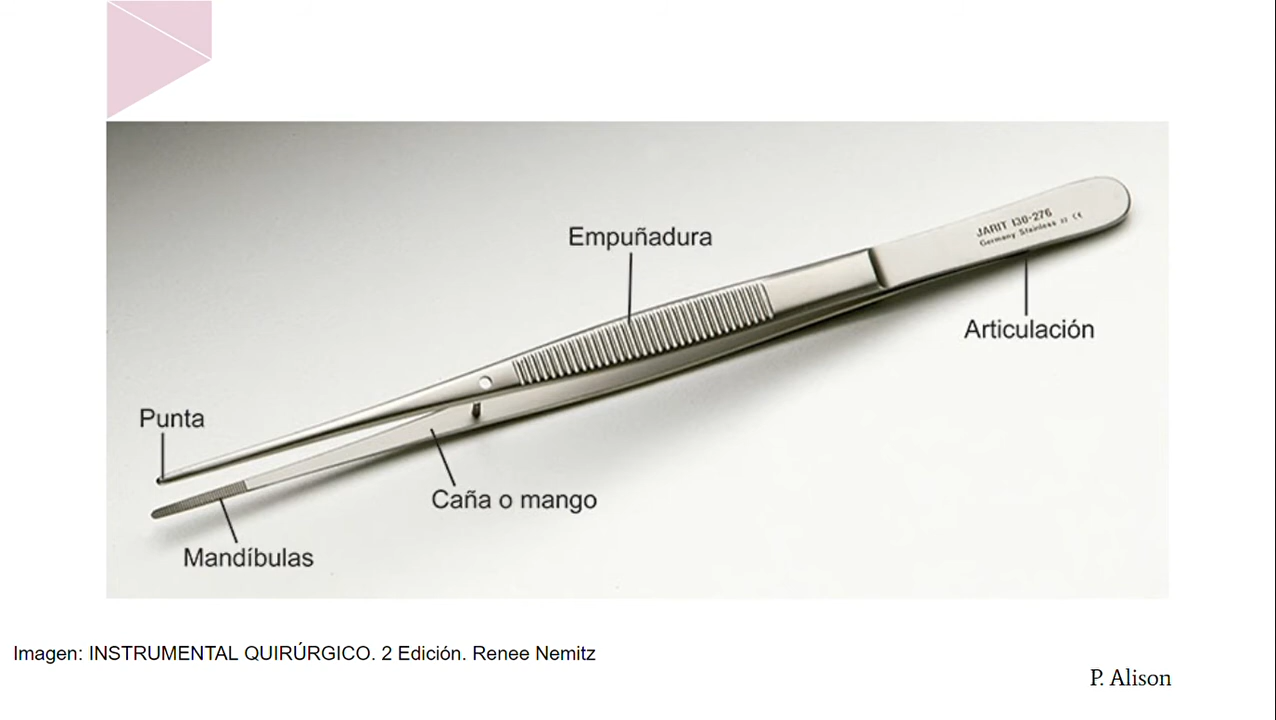 JARIT 130-276
Germany Stainless
Empuñadura
Articulación
Punta
Caña o mango
Mandíbulas
Imagen: INSTRUMENTAL QUIRÚRGICO. 2 Edición. Renee Nemitz
P. Alison